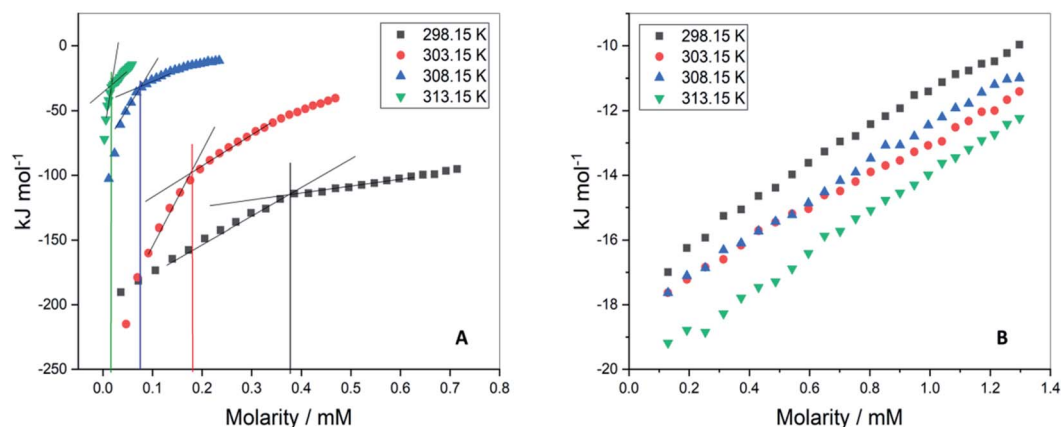 298.15 K
303.15 K
308.15 K
313.15 K
kJ mol⁻¹
0
-50
-100
-150
-200
-250
A
0.0 0.1 0.2 0.3 0.4 0.5 0.6 0.7 0.8
Molarity / mM
298.15 K
303.15 K
308.15 K
313.15 K
kJ mol⁻¹
-10
-12
-14
-16
-18
-20
B
0.0 0.2 0.4 0.6 0.8 1.0 1.2 1.4
Molarity / mM